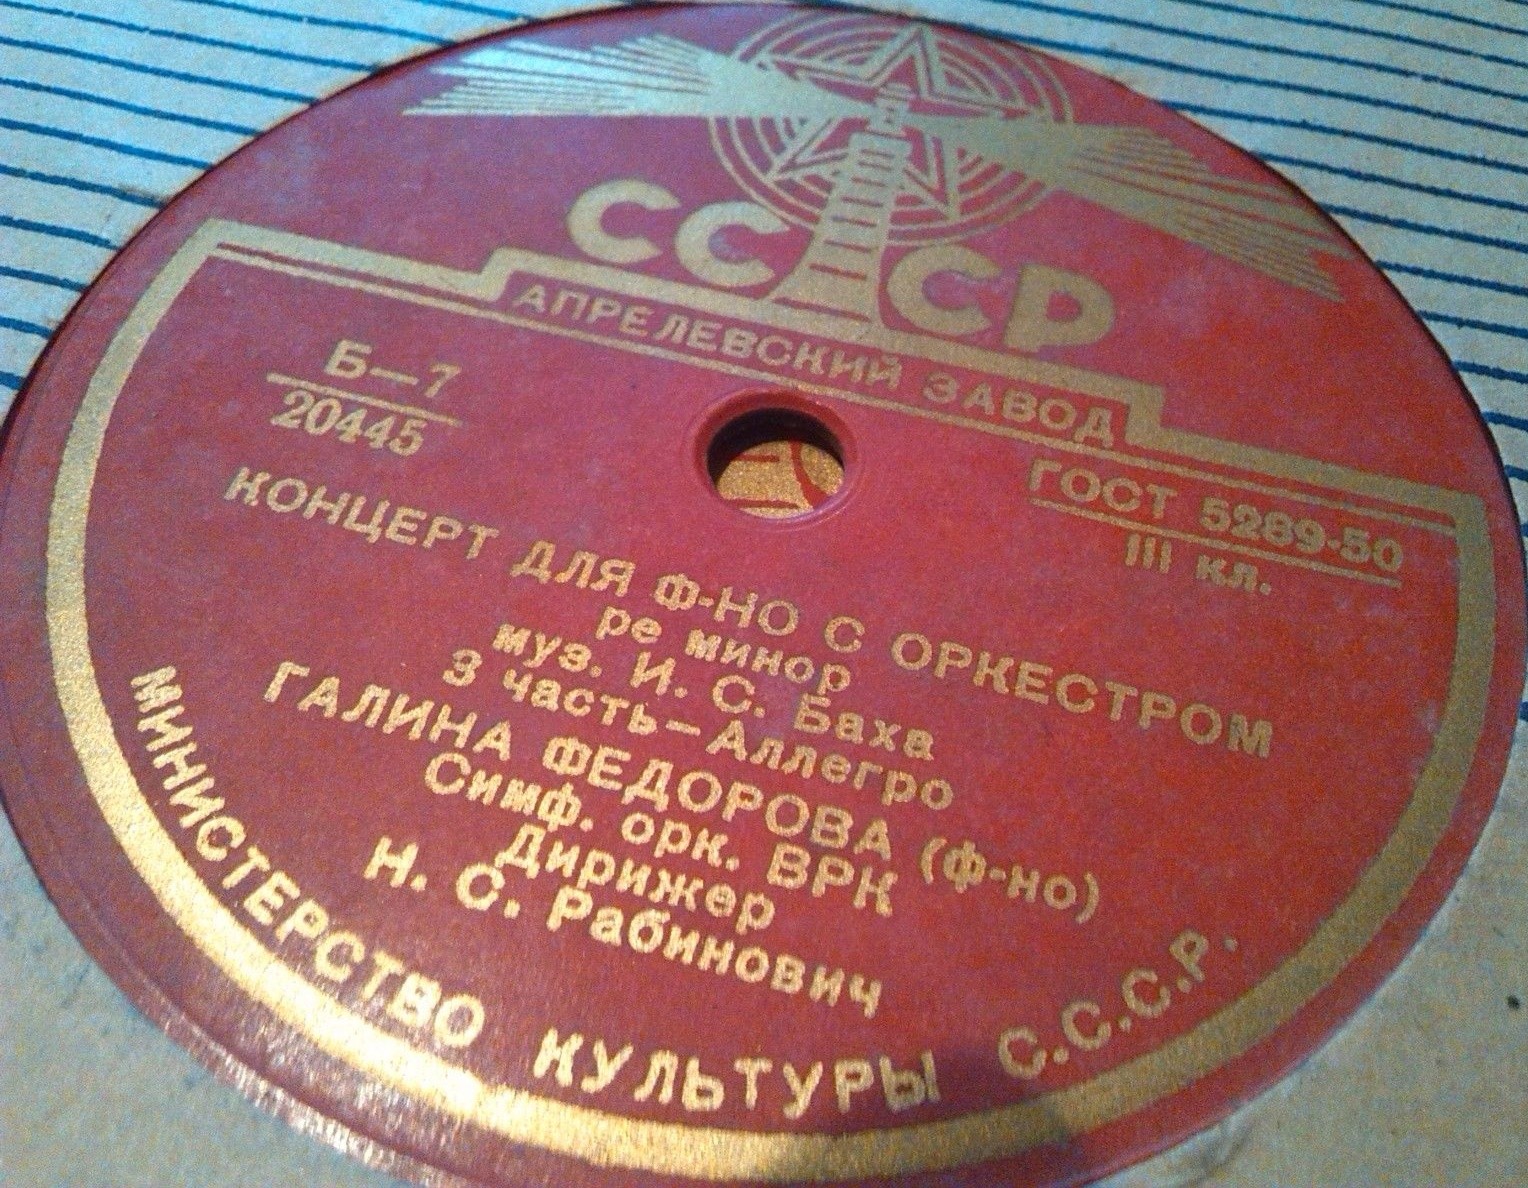 СССР
АПРЕЛЕВСКИЙ ЗАВОД
Б—7
20445
ГОСТ 5289-50
III кл.
КОНЦЕРТ ДЛЯ Ф-НО С ОРКЕСТРОМ
ре минор
муз. И. С. Баха
3 часть—Аллегро
ГАЛИНА ФЕДОРОВА (ф-но)
Симф. орк. ВРК
Дирижер
Н. С. Рабинович
МИНИСТЕРСТВО КУЛЬТУРЫ С.С.С.Р.